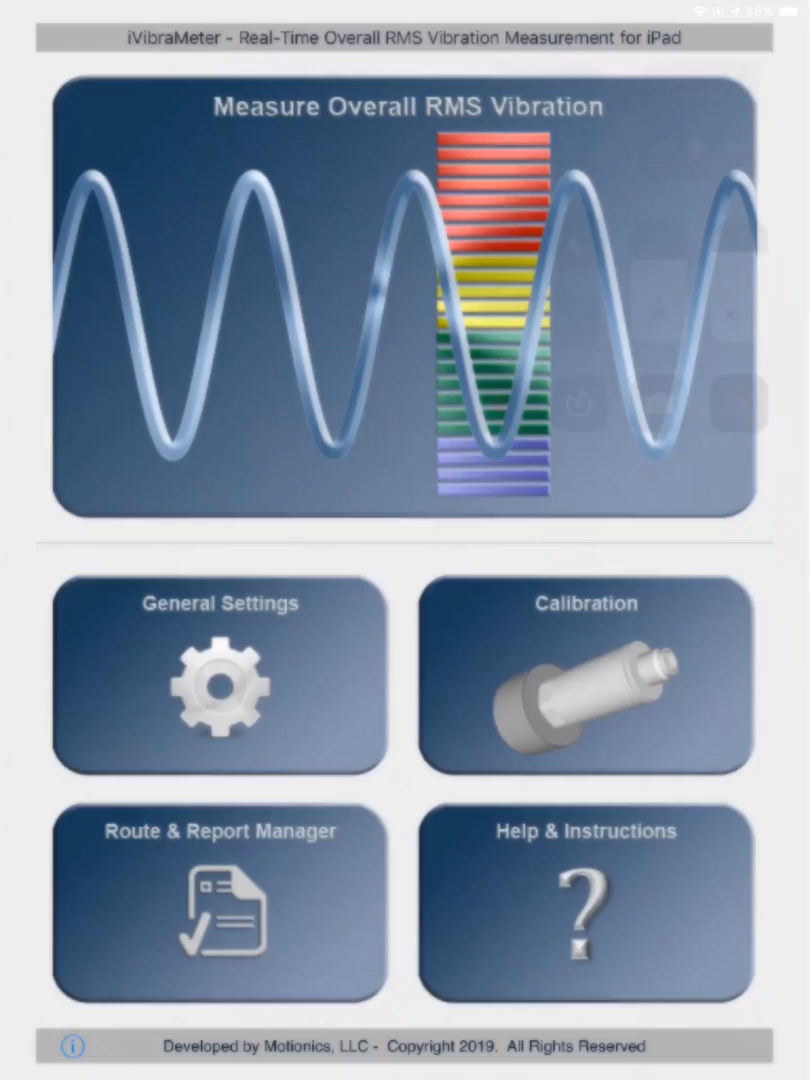 88%
iVibraMeter - Real-Time Overall RMS Vibration Measurement for iPad
Measure Overall RMS Vibration
General Settings
Calibration
Route & Report Manager
Help & Instructions
Developed by Motionics, LLC - Copyright 2019. All Rights Reserved